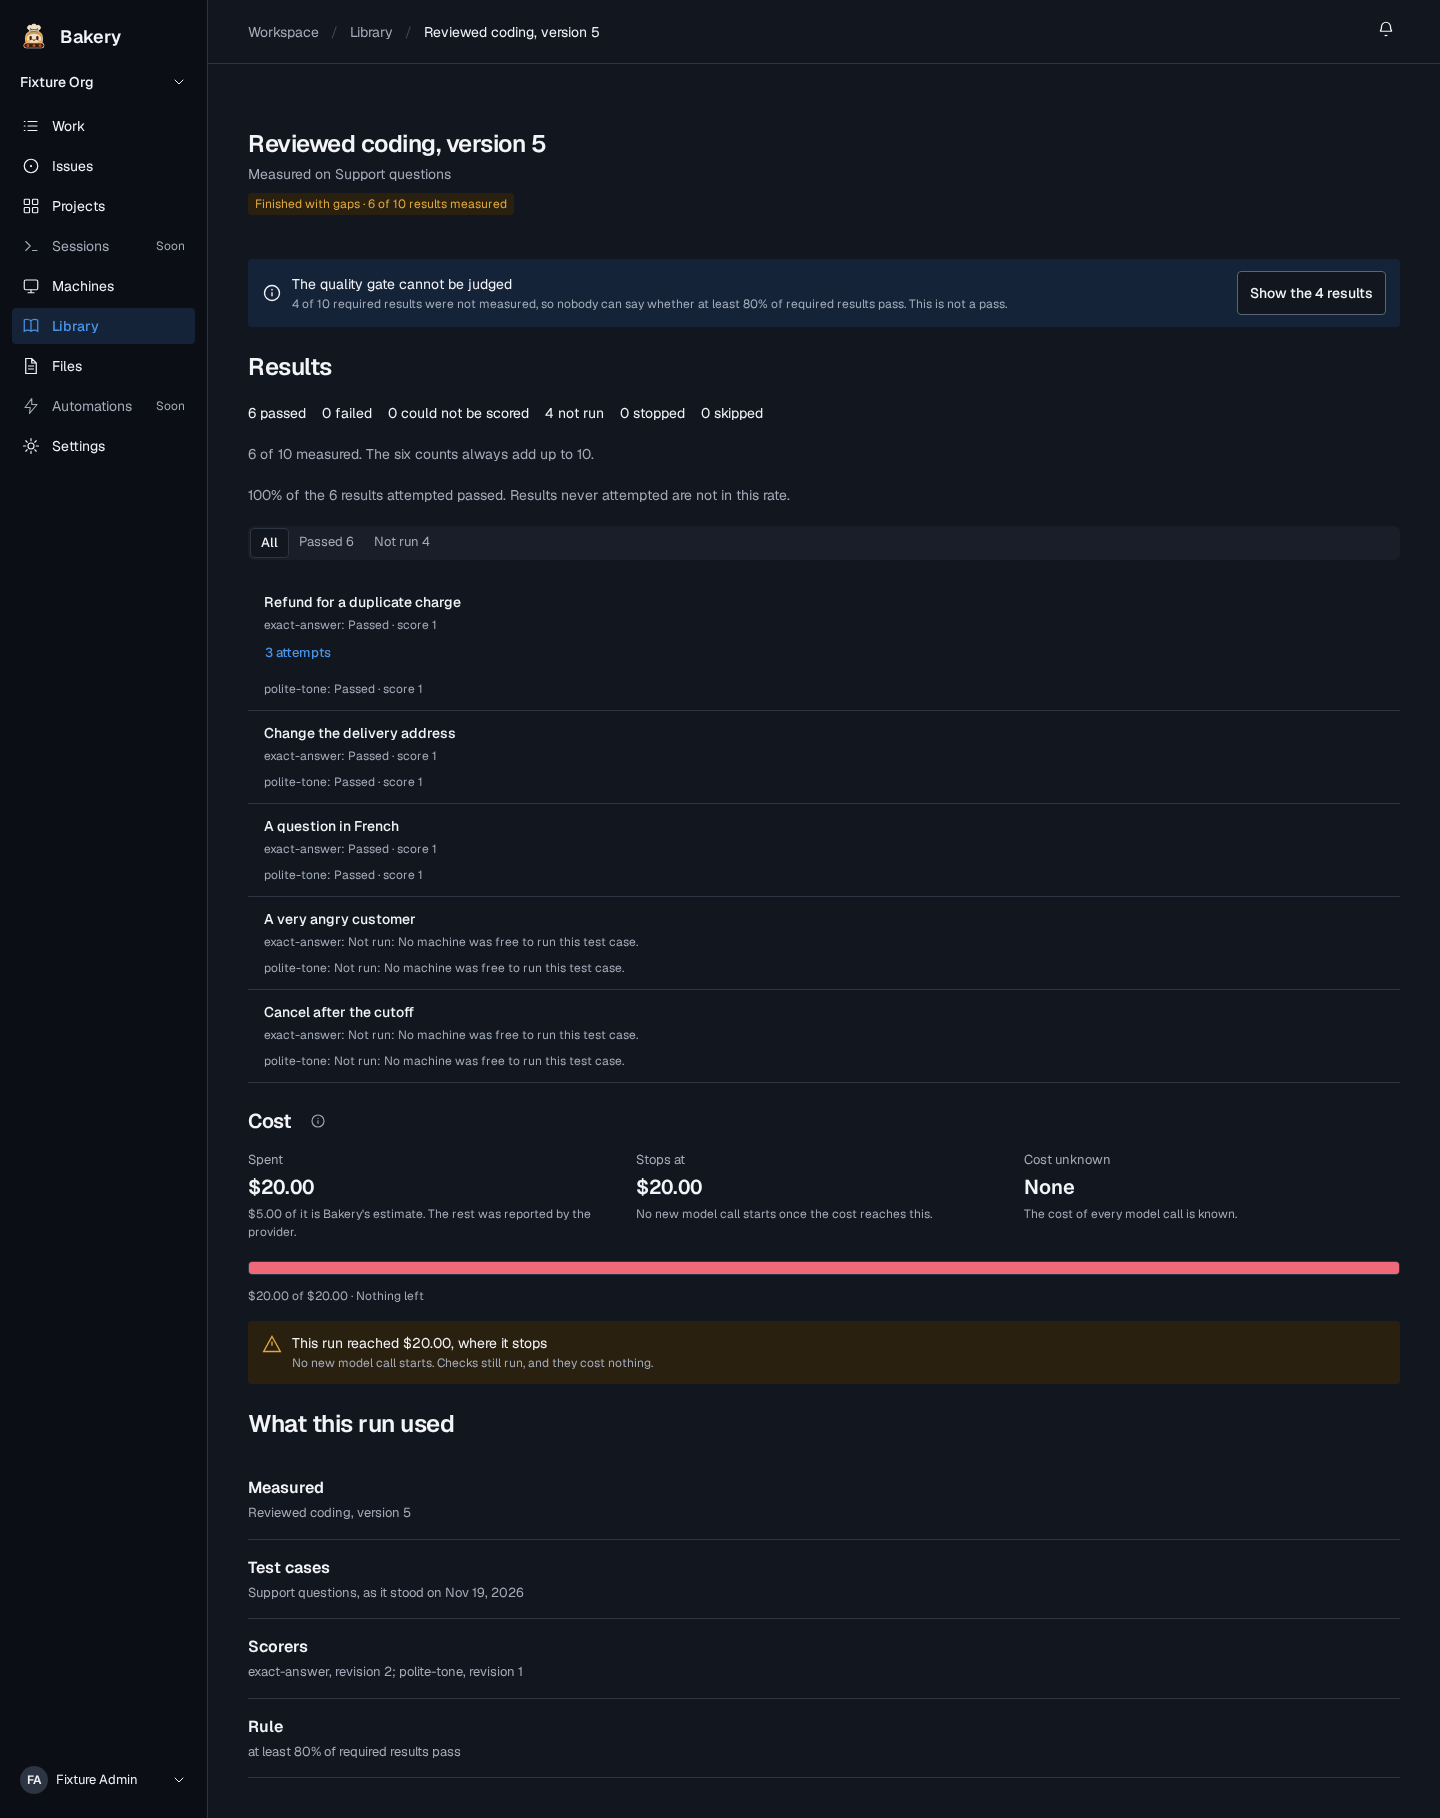 Bakery
Fixture Org
Work
Issues
Projects
Sessions Soon
Machines
Library
Files
Automations Soon
Settings
FA Fixture Admin
Workspace / Library / Reviewed coding, version 5
Reviewed coding, version 5
Measured on Support questions
Finished with gaps · 6 of 10 results measured
The quality gate cannot be judged
4 of 10 required results were not measured, so nobody can say whether at least 80% of required results pass. This is not a pass.
Show the 4 results
Results
6 passed 0 failed 0 could not be scored 4 not run 0 stopped 0 skipped
6 of 10 measured. The six counts always add up to 10.
100% of the 6 results attempted passed. Results never attempted are not in this rate.
All Passed 6 Not run 4
Refund for a duplicate charge
exact-answer: Passed · score 1
3 attempts
polite-tone: Passed · score 1
Change the delivery address
exact-answer: Passed · score 1
polite-tone: Passed · score 1
A question in French
exact-answer: Passed · score 1
polite-tone: Passed · score 1
A very angry customer
exact-answer: Not run: No machine was free to run this test case.
polite-tone: Not run: No machine was free to run this test case.
Cancel after the cutoff
exact-answer: Not run: No machine was free to run this test case.
polite-tone: Not run: No machine was free to run this test case.
Cost
Spent
$20.00
$5.00 of it is Bakery's estimate. The rest was reported by the
provider.
Stops at
$20.00
No new model call starts once the cost reaches this.
Cost unknown
None
The cost of every model call is known.
$20.00 of $20.00 · Nothing left
This run reached $20.00, where it stops
No new model call starts. Checks still run, and they cost nothing.
What this run used
Measured
Reviewed coding, version 5
Test cases
Support questions, as it stood on Nov 19, 2026
Scorers
exact-answer, revision 2; polite-tone, revision 1
Rule
at least 80% of required results pass